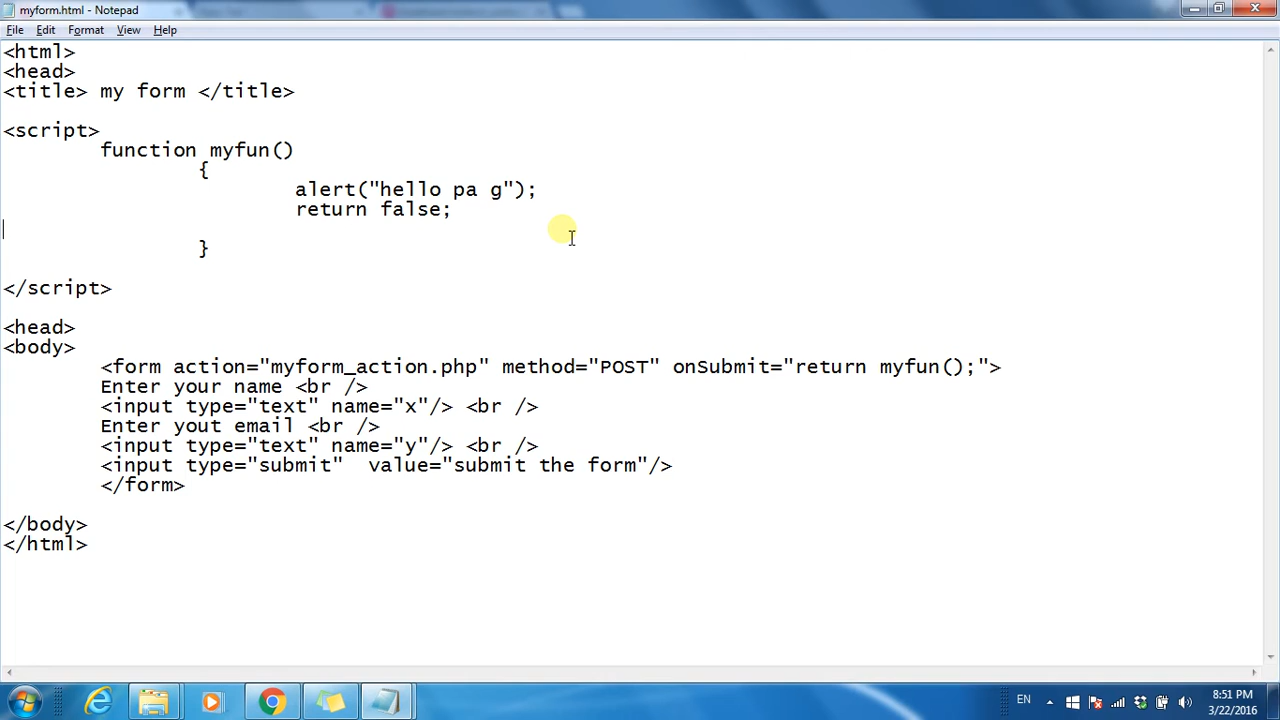 myform.html - Notepad
File Edit Format View Help
<html>
<head>
<title> my form </title>
<script>
function myfun()
{
alert("hello pa g");
return false;
}
</script>
<head>
<body>
<form action="myform_action.php" method="POST" onSubmit="return myfun();">
Enter your name <br />
<input type="text" name="x"/> <br />
Enter yout email <br />
<input type="text" name="y"/> <br />
<input type="submit"  value="submit the form"/>
</form>
</body>
</html>
EN
8:51 PM
3/22/2016